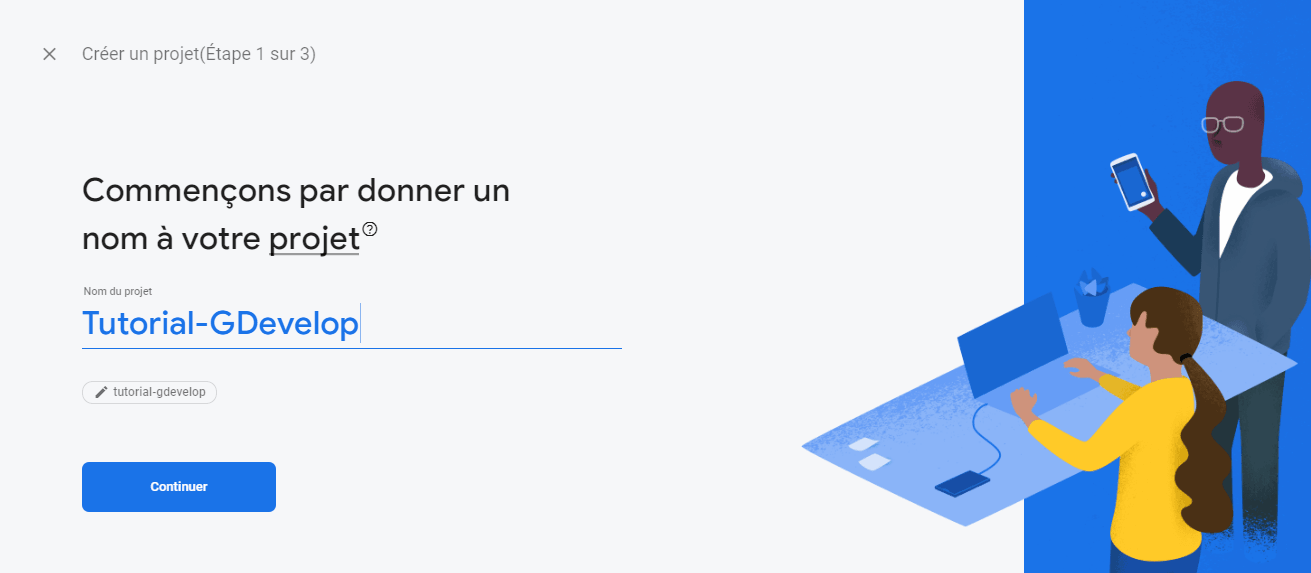 Créer un projet(Étape 1 sur 3)
Commençons par donner un
nom à votre projet?
Nom du projet
Tutorial-GDevelop
tutorial-gdevelop
Continuer